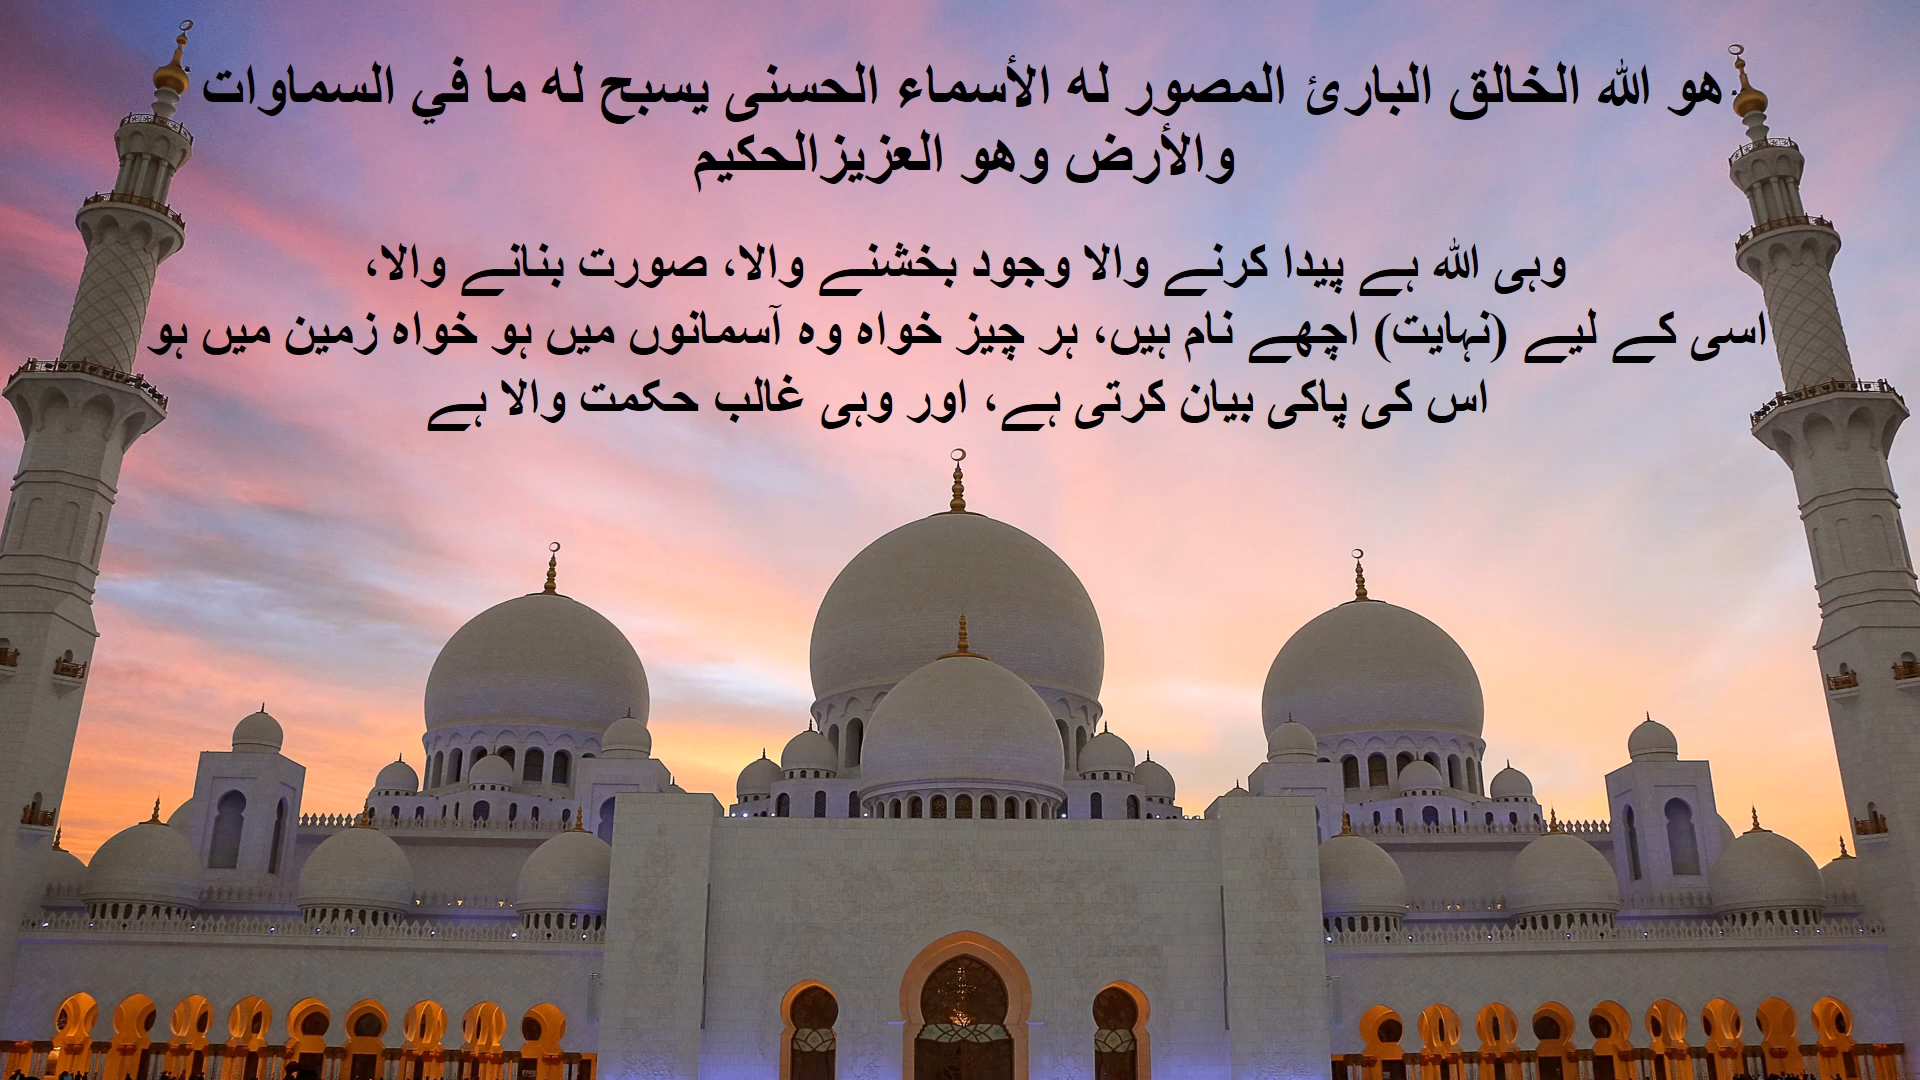 هو الله الخالق البارئ المصور له الأسماء الحسنى يسبح له ما في السماوات
والأرض وهو العزيزالحكيم
وہی اللہ ہے پیدا کرنے والا وجود بخشنے والا، صورت بنانے والا،
اسی کے لیے (نہایت) اچھے نام ہیں، ہر چیز خواہ وہ آسمانوں میں ہو خواہ زمین میں ہو
اس کی پاکی بیان کرتی ہے، اور وہی غالب حکمت والا ہے